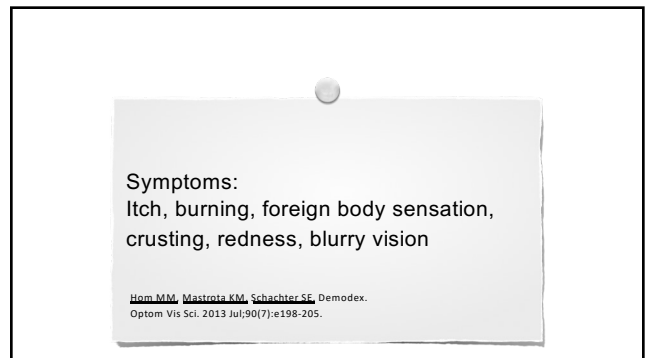 Symptoms:
Itch, burning, foreign body sensation,
crusting, redness, blurry vision
Hom MM, Mastrota KM, Schachter SE. Demodex.
Optom Vis Sci. 2013 Jul;90(7):e198-205.